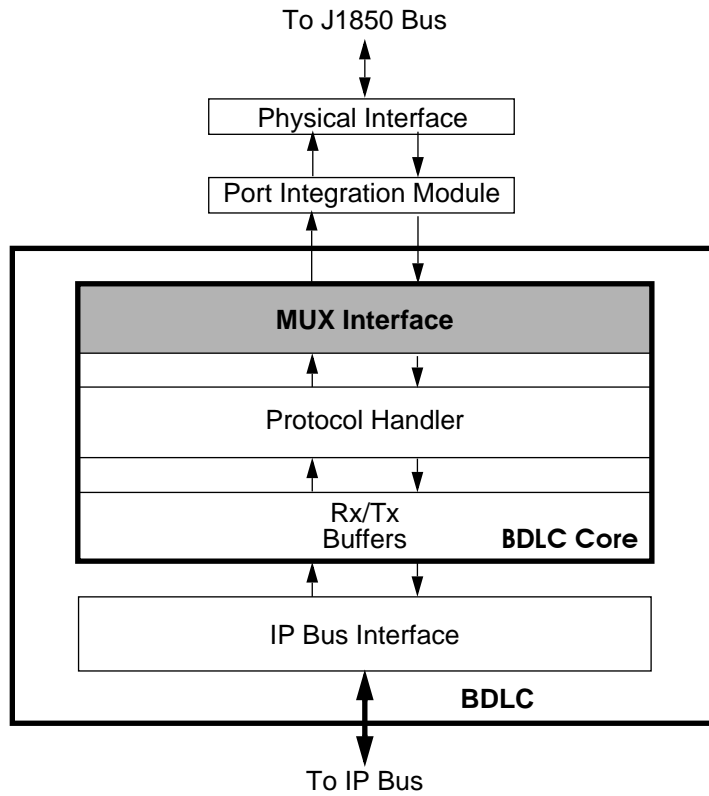 To J1850 Bus
Physical Interface
Port Integration Module
MUX Interface
Protocol Handler
Rx/Tx
Buffers
BDLC Core
IP Bus Interface
BDLC
To IP Bus